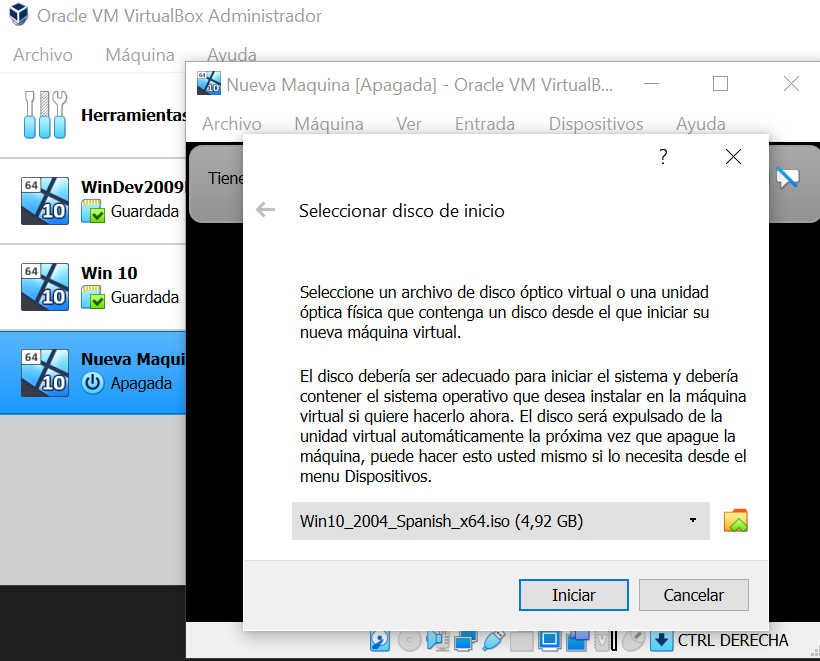 Oracle VM VirtualBox Administrador
Archivo Máquina Ayuda
Herramientas
64 10 WinDev2009
Guardada
64 10 Win 10
Guardada
64 10 Nueva Maqui
Apagada
64 10 Nueva Maquina [Apagada] - Oracle VM VirtualB...
Archivo Máquina Ver Entrada Dispositivos Ayuda
Tiene
?
Seleccionar disco de inicio
Seleccione un archivo de disco óptico virtual o una unidad
óptica física que contenga un disco desde el que iniciar su
nueva máquina virtual.
El disco debería ser adecuado para iniciar el sistema y debería
contener el sistema operativo que desea instalar en la máquina
virtual si quiere hacerlo ahora. El disco será expulsado de la
unidad virtual automáticamente la próxima vez que apague la
máquina, puede hacer esto usted mismo si lo necesita desde el
menu Dispositivos.
Win10_2004_Spanish_x64.iso (4,92 GB)
Iniciar Cancelar
CTRL DERECHA